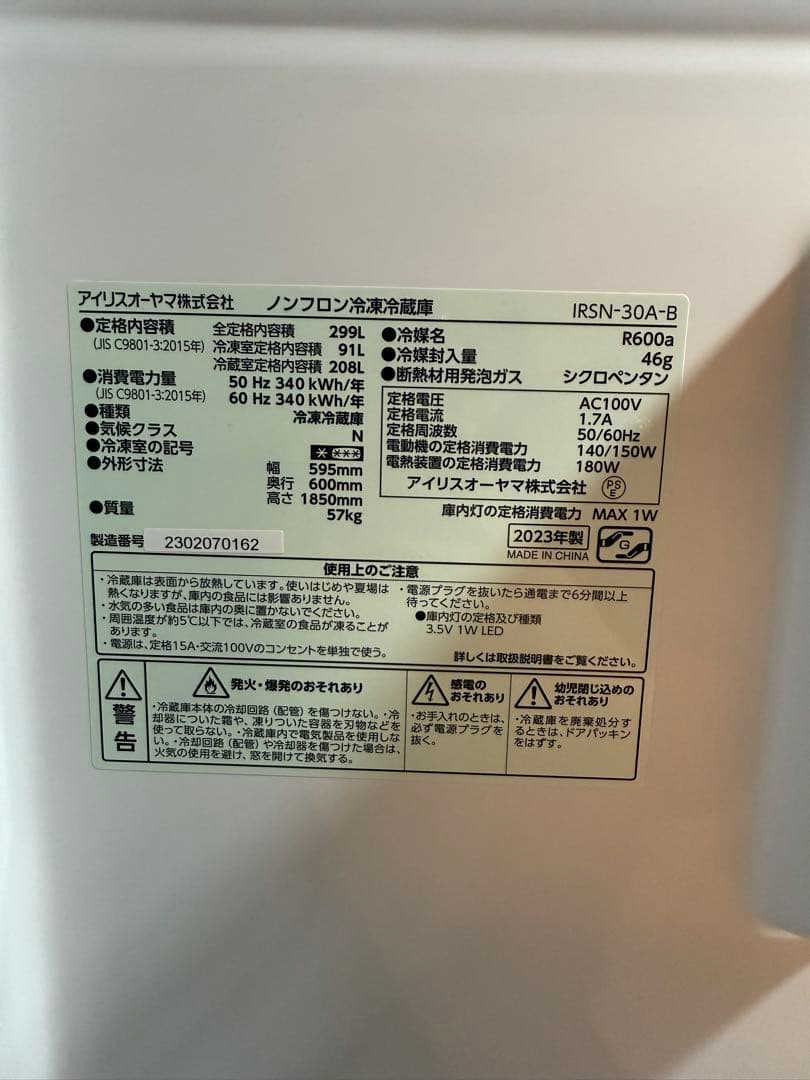 アイリスオーヤマ株式会社 ノンフロン冷凍冷蔵庫 IRSN-30A-B
●定格内容積 全定格内容積 299L
(JIS C9801-3:2015年) 冷凍室定格内容積 91L
冷蔵室定格内容積 208L
●消費電力量 50 Hz 340 kWh/年
(JIS C9801-3:2015年) 60 Hz 340 kWh/年
●種類 冷凍冷蔵庫
●気候クラス N
●冷凍室の記号
●外形寸法 幅 595mm
奥行 600mm
高さ 1850mm
●質量 57kg
製造番号 2302070162
●冷媒名 R600a
●冷媒封入量 46g
●断熱材用発泡ガス シクロペンタン
定格電圧 AC100V
定格電流 1.7A
定格周波数 50/60Hz
電動機の定格消費電力 140/150W
電熱装置の定格消費電力 180W
アイリスオーヤマ株式会社 PSE
庫内灯の定格消費電力 MAX 1W
2023年製
MADE IN CHINA
G
使用上のご注意
・冷蔵庫は表面から放熱しています。使いはじめや夏場は
熱くなりますが、庫内の食品には影響ありません。
・水気の多い食品は庫内の奥に置かないでください。
・周囲温度が約5℃以下では、冷蔵室の食品が凍ることが
あります。
・電源は、定格15A・交流100Vのコンセントを単独で使う。
・電源プラグを抜いたら通電まで6分間以上
待ってください。
●庫内灯の定格及び種類
3.5V 1W LED
詳しくは取扱説明書をご覧ください。
警告
発火・爆発のおそれあり
・冷蔵庫本体の冷却回路（配管）を傷つけない。・冷
却器についた霜や、凍りついた容器を刃物などを
使って取らない。・冷蔵庫内で電気製品を使用しな
い。・冷却回路（配管）や冷却器を傷つけた場合は、
火気の使用を避け、窓を開けて換気する。
感電の
おそれあり
・お手入れのときは、
必ず電源プラグを
抜く。
幼児閉じ込めの
おそれあり
・冷蔵庫を廃棄処分す
るときは、ドアパッキン
をはずす。